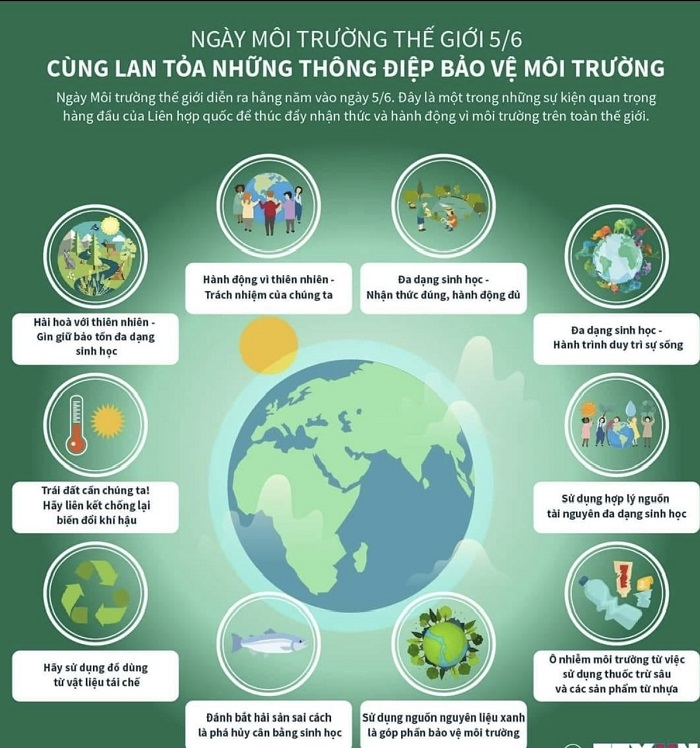 NGÀY MÔI TRƯỜNG THẾ GIỚI 5/6
CÙNG LAN TỎA NHỮNG THÔNG ĐIỆP BẢO VỆ MÔI TRƯỜNG
Ngày Môi trường thế giới diễn ra hằng năm vào ngày 5/6. Đây là một trong những sự kiện quan trọng
hàng đầu của Liên hợp quốc để thúc đẩy nhận thức và hành động vì môi trường trên toàn thế giới.
Hành động vì thiên nhiên -
Trách nhiệm của chúng ta
Đa dạng sinh học -
Nhận thức đúng, hành động đủ
Hài hoà với thiên nhiên -
Gìn giữ bảo tồn đa dạng
sinh học
Đa dạng sinh học -
Hành trình duy trì sự sống
Trái đất cần chúng ta!
Hãy liên kết chống lại
biến đổi khí hậu
Sử dụng hợp lý nguồn
tài nguyên đa dạng sinh học
Hãy sử dụng đồ dùng
từ vật liệu tái chế
Ô nhiễm môi trường từ việc
sử dụng thuốc trừ sâu
và các sản phẩm từ nhựa
Đánh bắt hải sản sai cách
là phá hủy cân bằng sinh học
Sử dụng nguồn nguyên liệu xanh
là góp phần bảo vệ môi trường